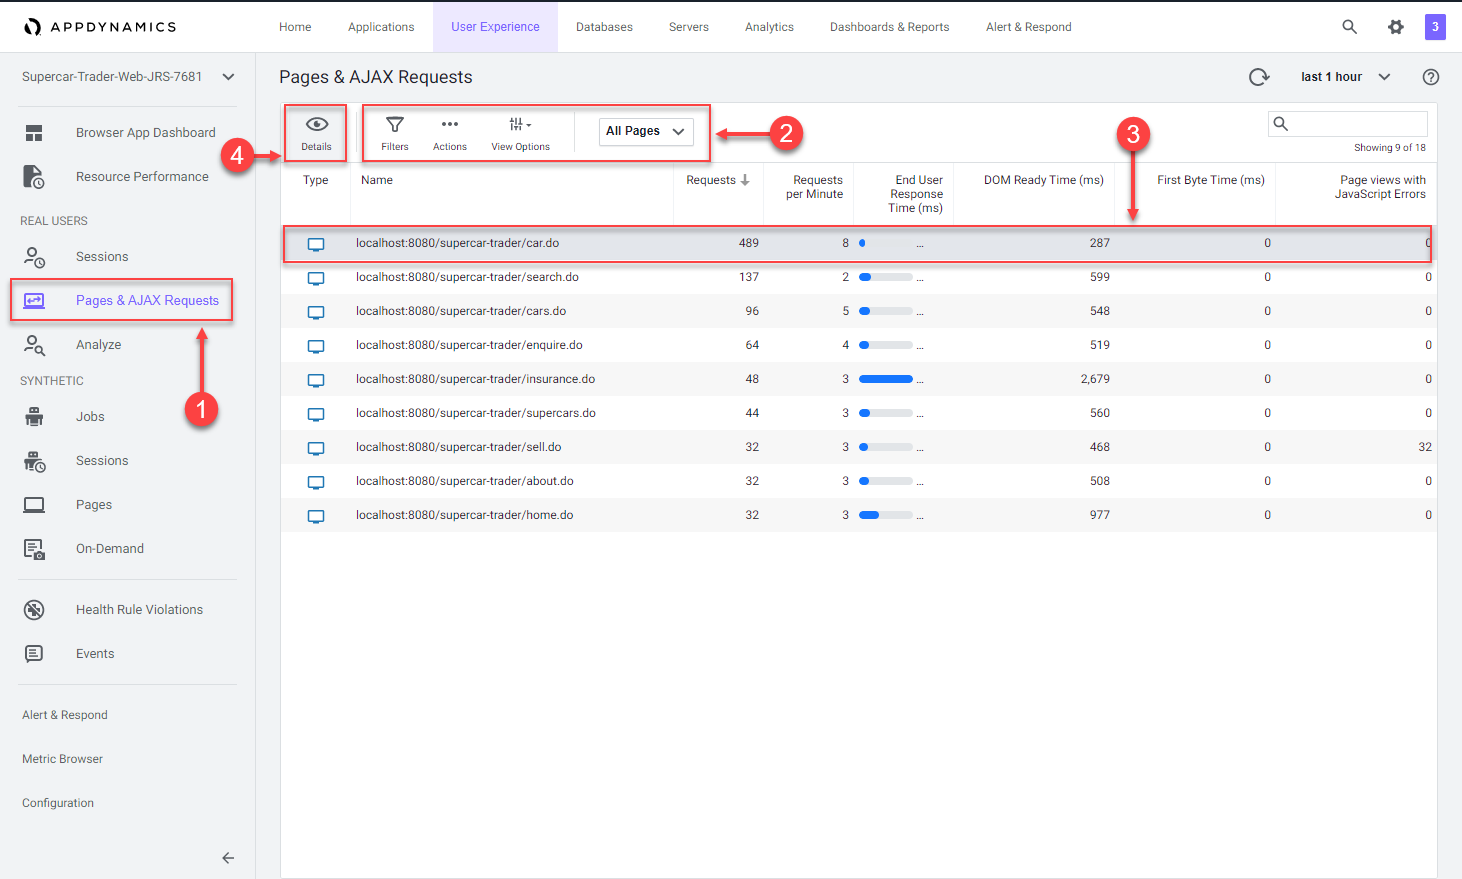 APPDYNAMICS
Home Applications User Experience Databases Servers Analytics Dashboards & Reports Alert & Respond 3
Supercar-Trader-Web-JRS-7681
Pages & AJAX Requests
last 1 hour
Browser App Dashboard
Resource Performance
REAL USERS
Sessions
Pages & AJAX Requests
Analyze
SYNTHETIC
Jobs
Sessions
Pages
On-Demand
Health Rule Violations
Events
Alert & Respond
Metric Browser
Configuration
1
4
Details
Filters Actions View Options All Pages
2
3
Showing 9 of 18
Type Name Requests Requests per Minute End User Response Time (ms) DOM Ready Time (ms) First Byte Time (ms) Page views with JavaScript Errors
localhost:8080/supercar-trader/car.do 489 8 ... 287 0 0
localhost:8080/supercar-trader/search.do 137 2 ... 599 0 0
localhost:8080/supercar-trader/cars.do 96 5 ... 548 0 0
localhost:8080/supercar-trader/enquire.do 64 4 ... 519 0 0
localhost:8080/supercar-trader/insurance.do 48 3 ... 2,679 0 0
localhost:8080/supercar-trader/supercars.do 44 3 ... 560 0 0
localhost:8080/supercar-trader/sell.do 32 3 ... 468 0 32
localhost:8080/supercar-trader/about.do 32 3 ... 508 0 0
localhost:8080/supercar-trader/home.do 32 3 ... 977 0 0